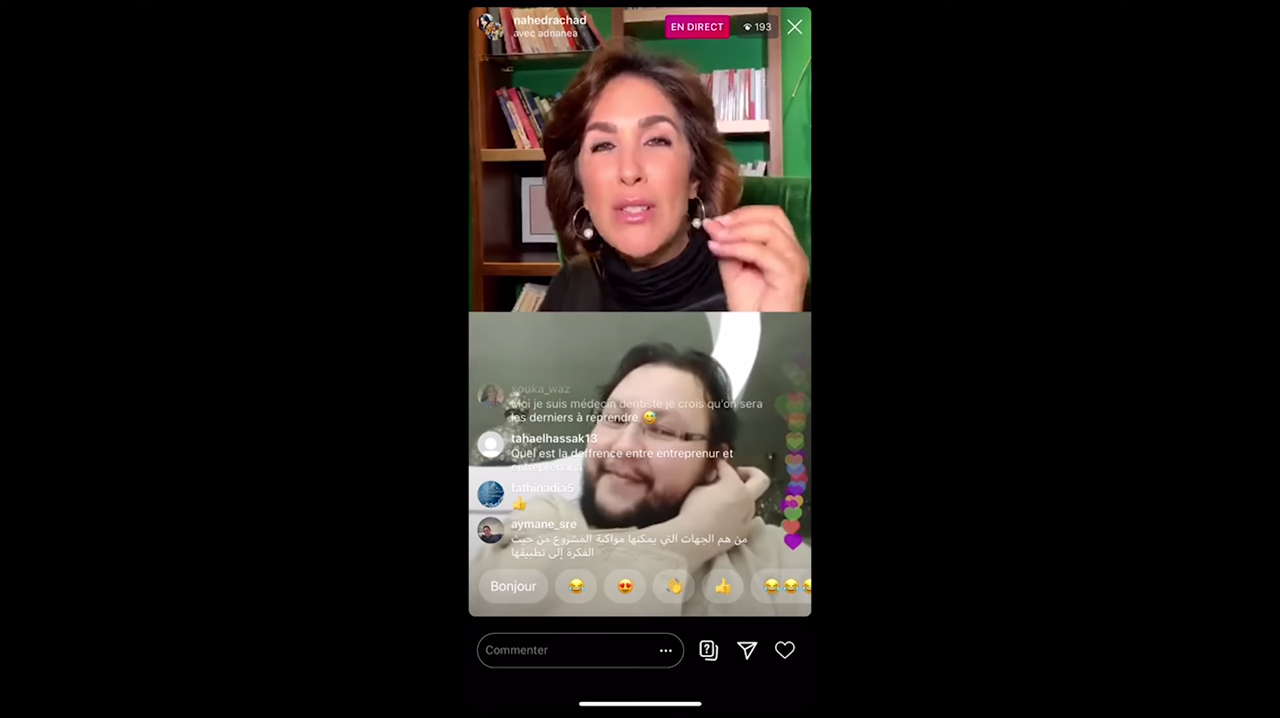 nahedrachad
avec adnanea
EN DIRECT
193
souka_waz
Moi je suis médecin dentiste je crois qu'on sera
les derniers à reprendre 😅
tahaelhassak13
Quel est la deffrence entre entreprenur et
fathinadia5
👍
aymane_sre
من هم الجهات التي يمكنها مواكبة المشروع من حيث
الفكرة إلى تطبيقها
Bonjour
Commenter